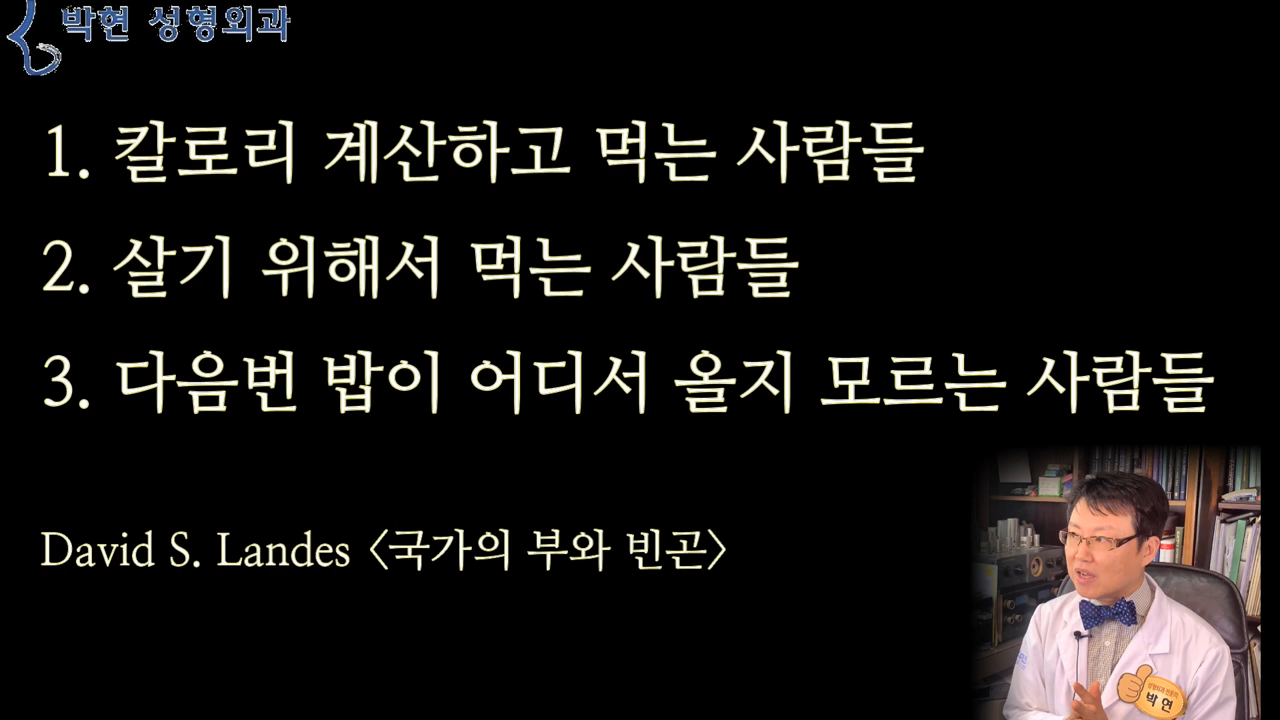 박현 성형외과
1. 칼로리 계산하고 먹는 사람들
2. 살기 위해서 먹는 사람들
3. 다음번 밥이 어디서 올지 모르는 사람들
David S. Landes 〈국가의 부와 빈곤〉
박 연